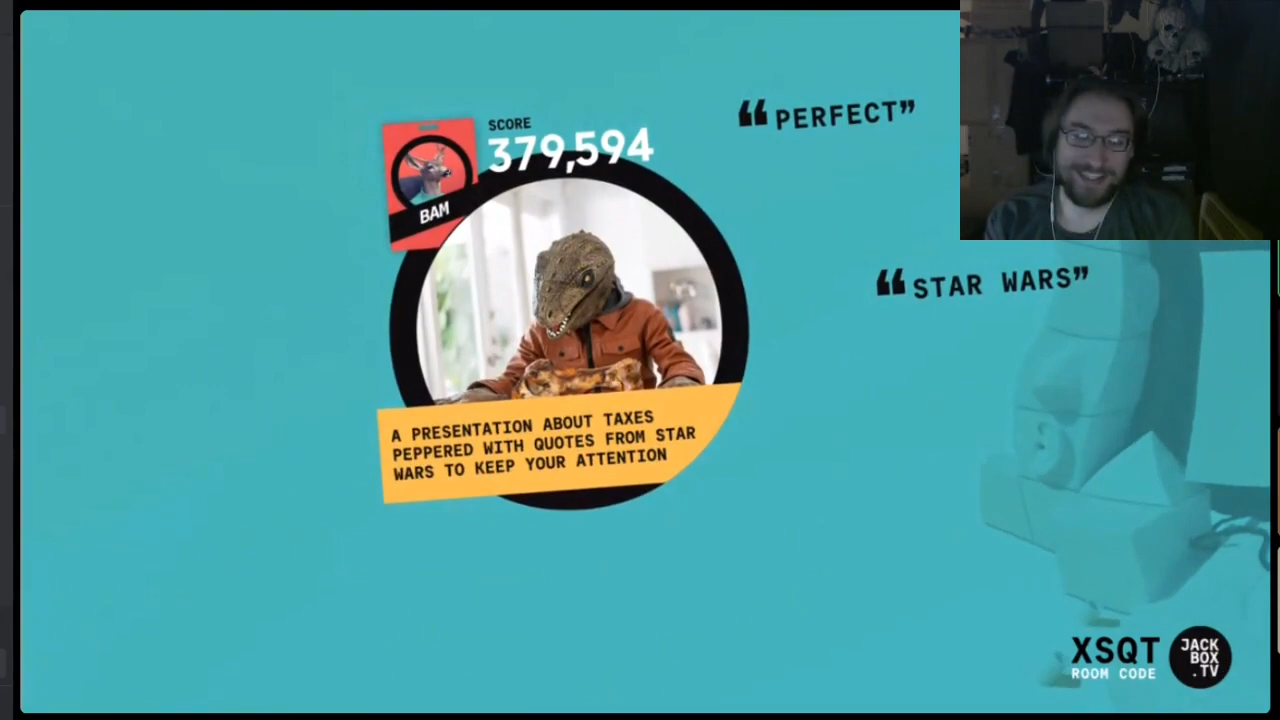 SCORE
379,594
BAM
“PERFECT”
“STAR WARS”
A PRESENTATION ABOUT TAXES
PEPPERED WITH QUOTES FROM STAR
WARS TO KEEP YOUR ATTENTION
XSQT
ROOM CODE
JACK
BOX
.TV